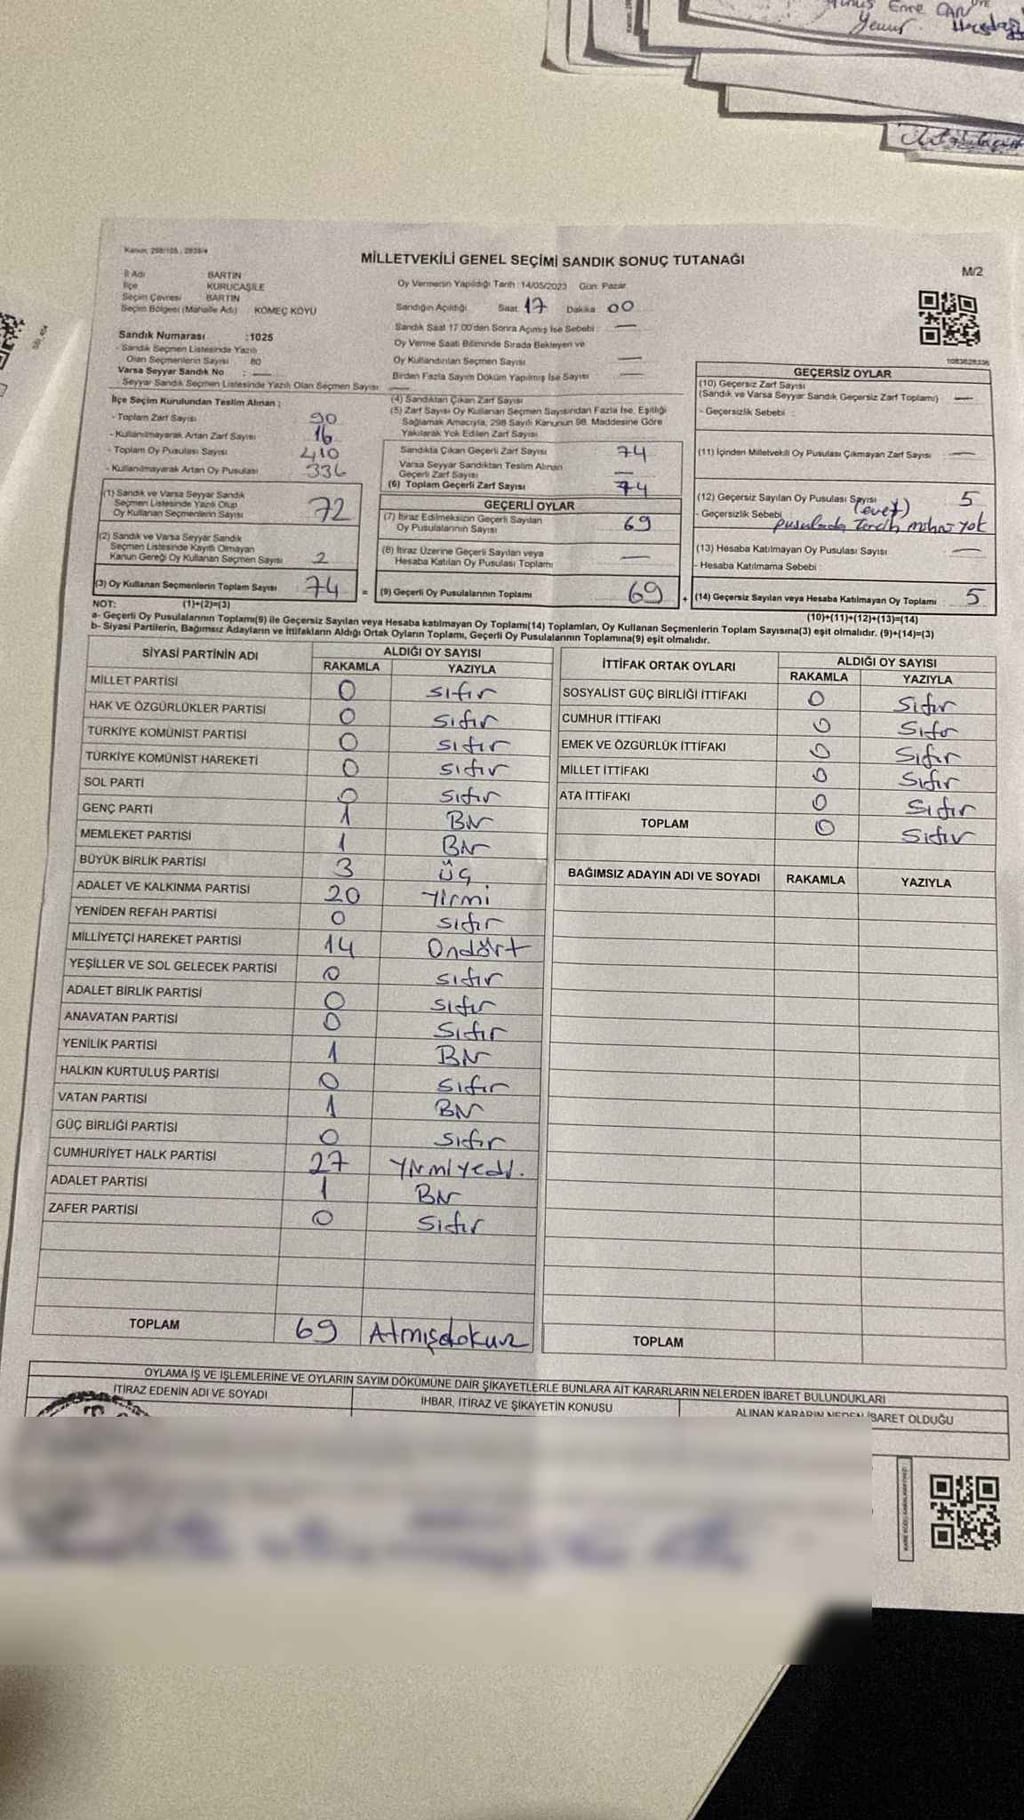 Kanun: 298/105 ; 2839/4
MİLLETVEKİLİ GENEL SEÇİMİ SANDIK SONUÇ TUTANAĞI
M/2
İl Adı BARTIN
İlçe KURUCAŞİLE
Seçim Çevresi BARTIN
Seçim Bölgesi (Mahalle Adı) KÖMEÇ KÖYÜ
Sandık Numarası :1025
- Sandık Seçmen Listesinde Yazılı
Olan Seçmenlerin Sayısı 80
Varsa Seyyar Sandık No : —
- Seyyar Sandık Seçmen Listesinde Yazılı Olan Seçmen Sayısı —
Oy Vermenin Yapıldığı Tarih :14/05/2023 Gün: Pazar
Sandığın Açıldığı Saat 17 Dakika 00
Sandık Saat 17.00'den Sonra Açılmış İse Sebebi : —
Oy Verme Saati Bitiminde Sırada Bekleyen ve
Oy Kullandırılan Seçmen Sayısı —
Birden Fazla Sayım Döküm Yapılmış İse Sayısı —
İlçe Seçim Kurulundan Teslim Alınan ;
- Toplam Zarf Sayısı 90
- Kullanılmayarak Artan Zarf Sayısı 16
- Toplam Oy Pusulası Sayısı 410
- Kullanılmayarak Artan Oy Pusulası 336
(1) Sandık ve Varsa Seyyar Sandık
Seçmen Listesinde Yazılı Olup
Oy Kullanan Seçmenlerin Sayısı 72
(2) Sandık ve Varsa Seyyar Sandık
Seçmen Listesinde Kayıtlı Olmayan
Kanun Gereği Oy Kullanan Seçmen Sayısı 2
(3) Oy Kullanan Seçmenlerin Toplam Sayısı 74
(4) Sandıktan Çıkan Zarf Sayısı
(5) Zarf Sayısı Oy Kullanan Seçmen Sayısından Fazla İse, Eşitliği
Sağlamak Amacıyla, 298 Sayılı Kanunun 98. Maddesine Göre
Yakılarak Yok Edilen Zarf Sayısı
Sandıkta Çıkan Geçerli Zarf Sayısı 74
Varsa Seyyar Sandıktan Teslim Alınan
Geçerli Zarf Sayısı —
(6) Toplam Geçerli Zarf Sayısı 74
GEÇERLİ OYLAR
(7) İtiraz Edilmeksizin Geçerli Sayılan
Oy Pusulalarının Sayısı 69
(8) İtiraz Üzerine Geçerli Sayılan veya
Hesaba Katılan Oy Pusulası Toplamı —
= (9) Geçerli Oy Pusulalarının Toplamı 69
1083628336
GEÇERSİZ OYLAR
(10) Geçersiz Zarf Sayısı
(Sandık ve Varsa Seyyar Sandık Geçersiz Zarf Toplamı) —
- Geçersizlik Sebebi :
(11) İçinden Milletvekili Oy Pusulası Çıkmayan Zarf Sayısı —
(12) Geçersiz Sayılan Oy Pusulası Sayısı 5
- Geçersizlik Sebebi (evet)
pusulada Tercih mührü yok
(13) Hesaba Katılmayan Oy Pusulası Sayısı —
- Hesaba Katılmama Sebebi
+ (14) Geçersiz Sayılan veya Hesaba Katılmayan Oy Toplamı 5
NOT: (1)+(2)=(3) (10)+(11)+(12)+(13)=(14)
a- Geçerli Oy Pusulalarının Toplamı(9) ile Geçersiz Sayılan veya Hesaba katılmayan Oy Toplamı(14) Toplamları, Oy Kullanan Seçmenlerin Toplam Sayısına(3) eşit olmalıdır. (9)+(14)=(3)
b- Siyasi Partilerin, Bağımsız Adayların ve İttifakların Aldığı Ortak Oyların Toplamı, Geçerli Oy Pusulalarının Toplamına(9) eşit olmalıdır.
SİYASİ PARTİNİN ADI ALDIĞI OY SAYISI
RAKAMLA YAZIYLA
MİLLET PARTİSİ 0 sıfır
HAK VE ÖZGÜRLÜKLER PARTİSİ 0 sıfır
TÜRKİYE KOMÜNİST PARTİSİ 0 sıfır
TÜRKİYE KOMÜNİST HAREKETİ 0 sıfır
SOL PARTİ 0 sıfır
GENÇ PARTİ 1 Bir
MEMLEKET PARTİSİ 1 Bir
BÜYÜK BİRLİK PARTİSİ 3 üç
ADALET VE KALKINMA PARTİSİ 20 Yirmi
YENİDEN REFAH PARTİSİ 0 sıfır
MİLLİYETÇİ HAREKET PARTİSİ 14 Ondört
YEŞİLLER VE SOL GELECEK PARTİSİ 0 sıfır
ADALET BİRLİK PARTİSİ 0 sıfır
ANAVATAN PARTİSİ 0 Sıfır
YENİLİK PARTİSİ 1 Bir
HALKIN KURTULUŞ PARTİSİ 0 Sıfır
VATAN PARTİSİ 1 Bir
GÜÇ BİRLİĞİ PARTİSİ 0 Sıfır
CUMHURİYET HALK PARTİSİ 27 Yirmiyedi.
ADALET PARTİSİ 1 Bir
ZAFER PARTİSİ 0 Sıfır
TOPLAM 69 Atmışdokuz
İTTİFAK ORTAK OYLARI ALDIĞI OY SAYISI
RAKAMLA YAZIYLA
SOSYALİST GÜÇ BİRLİĞİ İTTİFAKI 0 Sıfır
CUMHUR İTTİFAKI 0 Sıfır
EMEK VE ÖZGÜRLÜK İTTİFAKI 0 Sıfır
MİLLET İTTİFAKI 0 Sıfır
ATA İTTİFAKI 0 Sıfır
TOPLAM 0 Sıfır
BAĞIMSIZ ADAYIN ADI VE SOYADI RAKAMLA YAZIYLA
TOPLAM
OYLAMA İŞ VE İŞLEMLERİNE VE OYLARIN SAYIM DÖKÜMÜNE DAİR ŞİKAYETLERLE BUNLARA AİT KARARLARIN NELERDEN İBARET BULUNDUKLARI
İTİRAZ EDENİN ADI VE SOYADI İHBAR, İTİRAZ VE ŞİKAYETİN KONUSU ALINAN KARARIN NEDEN İBARET OLDUĞU